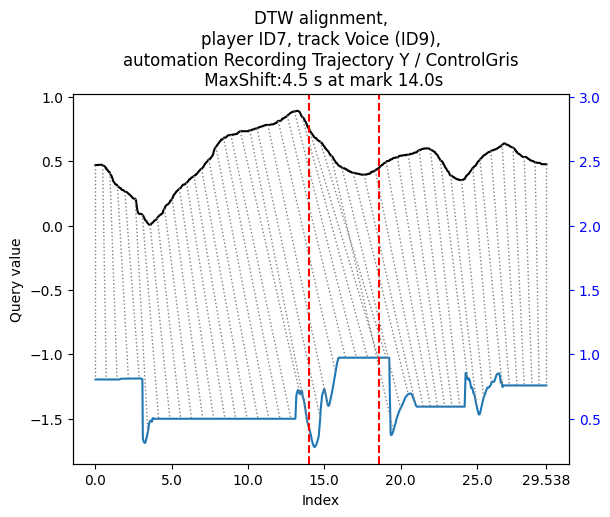 DTW alignment,
player ID7, track Voice (ID9),
automation Recording Trajectory Y / ControlGris
MaxShift:4.5 s at mark 14.0s
1.0
0.5
0.0
-0.5
−1.0
−1.5
Query value
3.0
2.5
2.0
1.5
1.0
0.5
0.0 5.0 10.0 15.0 20.0 25.0 29.538
Index